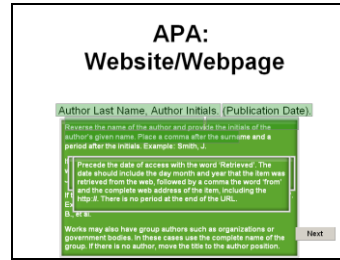 APA:
Website/Webpage
Author Last Name, Author Initials. (Publication Date).
Reverse the name of the author and provide the initials of the
author's given name. Place a comma after the surname and a
period after the initials. Example: Smith, J.
Precede the date of access with the word 'Retrieved'. The
date should include the day month and year that the item was
retrieved from the web, followed by a comma the word 'from'
and the complete web address of the item, including the
http://. There is no period at the end of the URL.
B., et al.
Works may also have group authors such as organizations or
government bodies. In these cases use the complete name of the
group. If there is no author, move the title to the author position.
Next